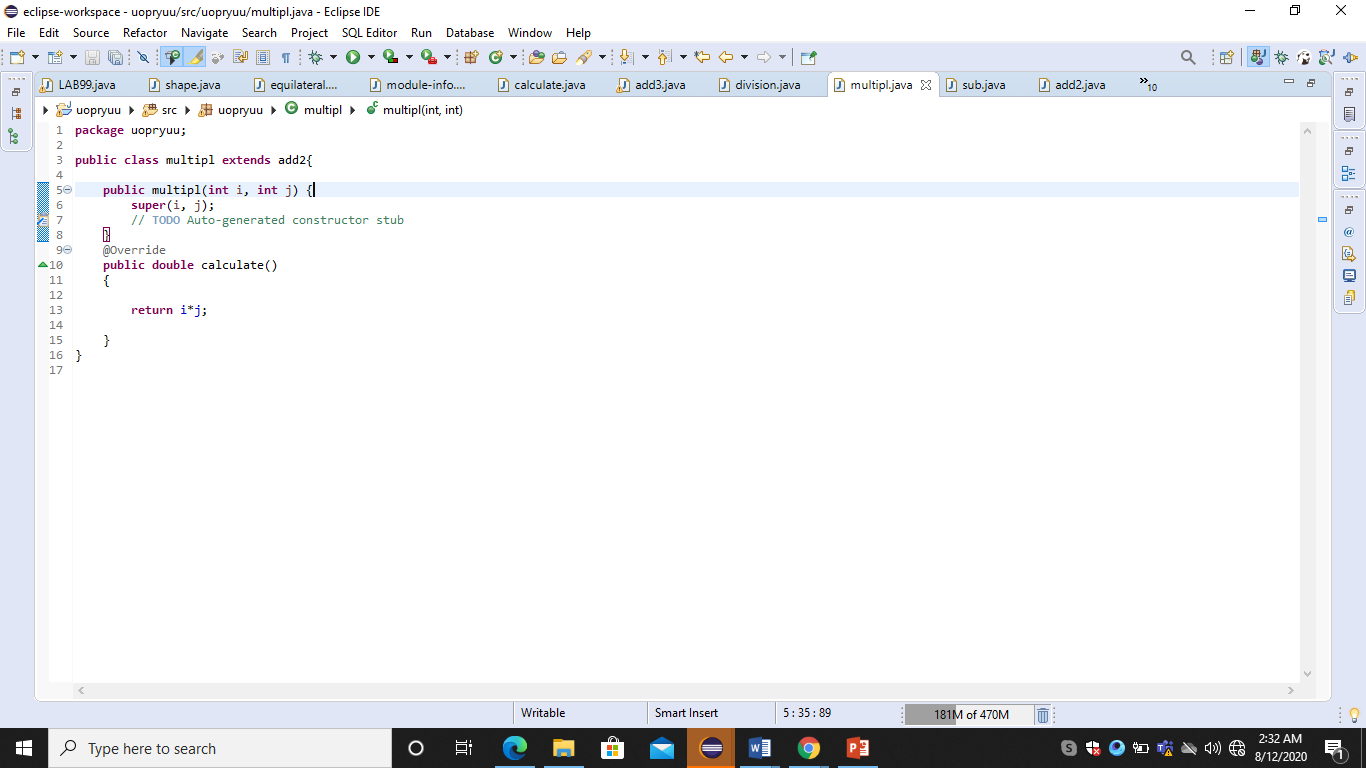 eclipse-workspace - uopryuu/src/uopryuu/multipl.java - Eclipse IDE
File Edit Source Refactor Navigate Search Project SQL Editor Run Database Window Help
LAB99.java shape.java equilateral.... module-info.... calculate.java add3.java division.java multipl.java sub.java add2.java »10
uopryuu src uopryuu multipl multipl(int, int)
1 package uopryuu;
2
3 public class multipl extends add2{
4
5 public multipl(int i, int j) {
6 super(i, j);
7 // TODO Auto-generated constructor stub
8 }
9 @Override
10 public double calculate()
11 {
12
13 return i*j;
14
15 }
16 }
17
Writable Smart Insert 5 : 35 : 89 181M of 470M
Type here to search
2:32 AM
8/12/2020
1